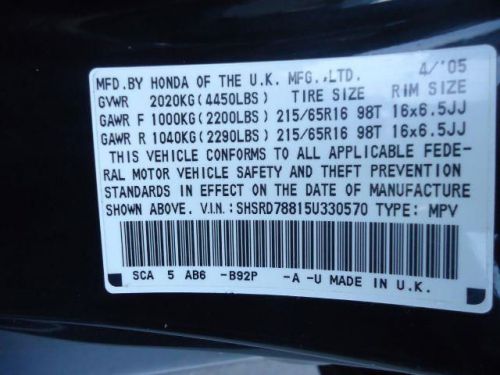 MFD.BY HONDA OF THE U.K. MFG.,LTD. 4/'05
GVWR 2020KG(4450LBS) TIRE SIZE RIM SIZE
GAWR F 1000KG(2200LBS) 215/65R16 98T 16x6.5JJ
GAWR R 1040KG(2290LBS) 215/65R16 98T 16x6.5JJ
THIS VEHICLE CONFORMS TO ALL APPLICABLE FEDE-
RAL MOTOR VEHICLE SAFETY AND THEFT PREVENTION
STANDARDS IN EFFECT ON THE DATE OF MANUFACTURE
SHOWN ABOVE. V.I.N.:SHSRD78815U330570 TYPE: MPV
SCA 5 AB6 -B92P -A -U MADE IN U.K.